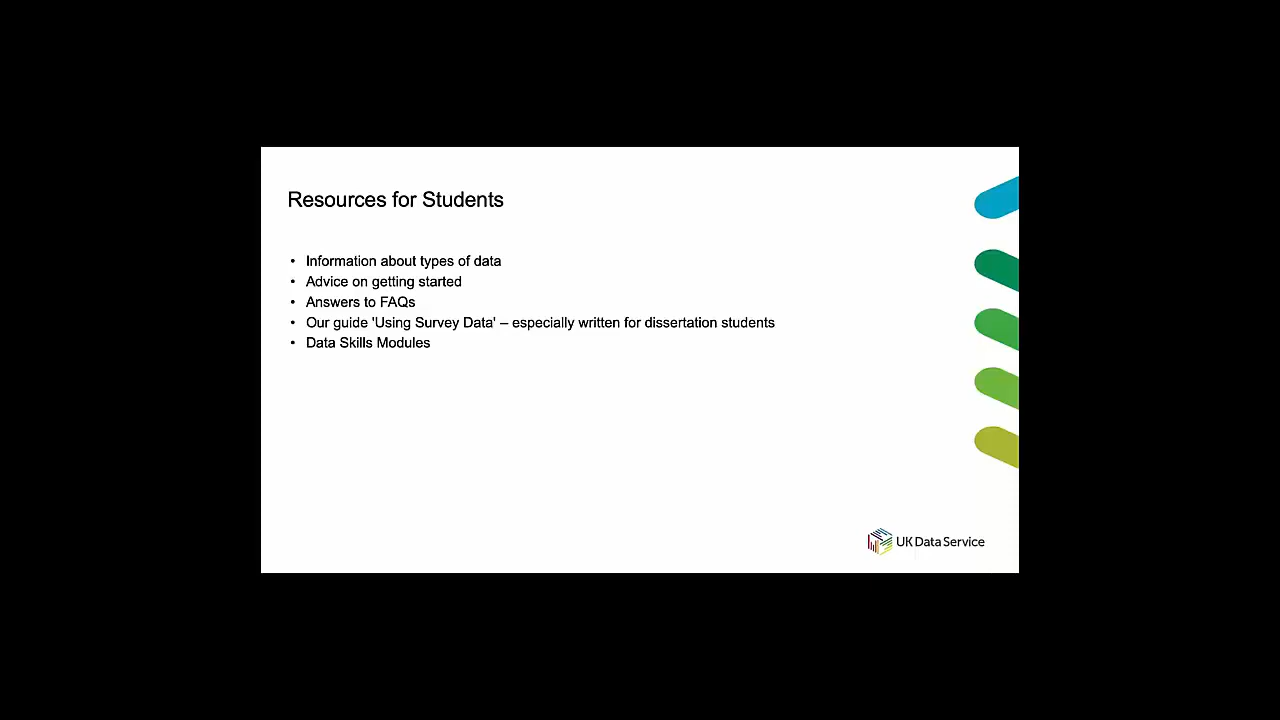 Resources for Students
• Information about types of data
• Advice on getting started
• Answers to FAQs
• Our guide 'Using Survey Data' – especially written for dissertation students
• Data Skills Modules
UK Data Service